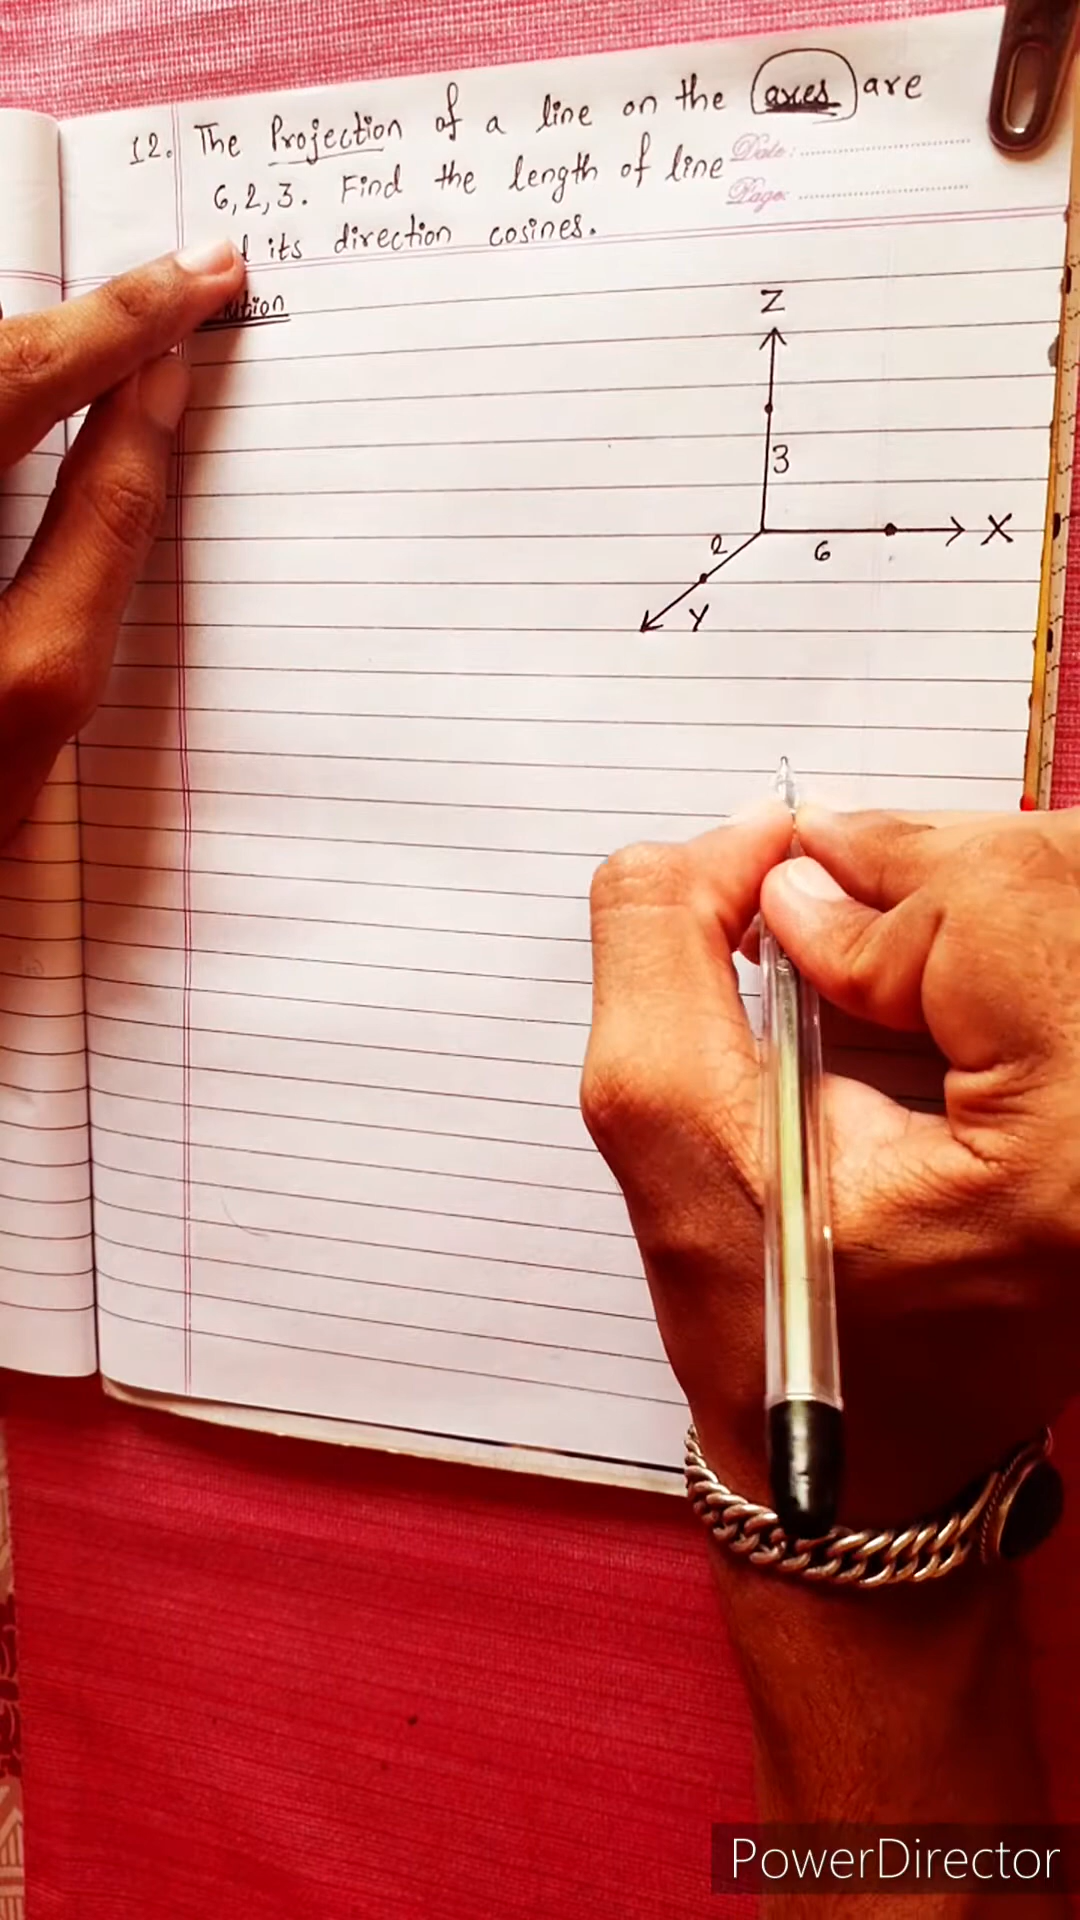 12. The Projection of a line on the axes are
Date:
6, 2, 3. Find the length of line
Page:
its direction cosines.
Z
3
X
2
6
Y
PowerDirector